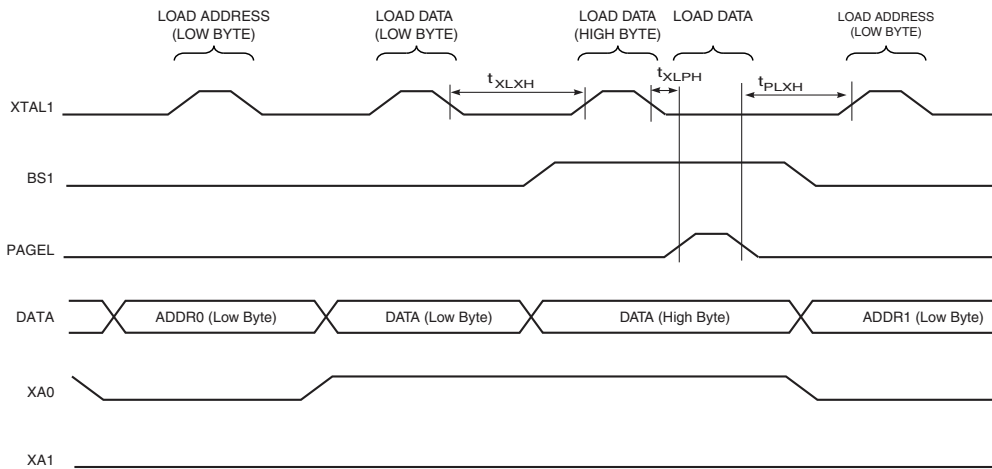 LOAD ADDRESS
(LOW BYTE)
LOAD DATA
(LOW BYTE)
LOAD DATA
(HIGH BYTE)
LOAD DATA
LOAD ADDRESS
(LOW BYTE)
XTAL1
tXLXH
tXLPH
tPLXH
BS1
PAGEL
DATA
ADDR0 (Low Byte)
DATA (Low Byte)
DATA (High Byte)
ADDR1 (Low Byte)
XA0
XA1